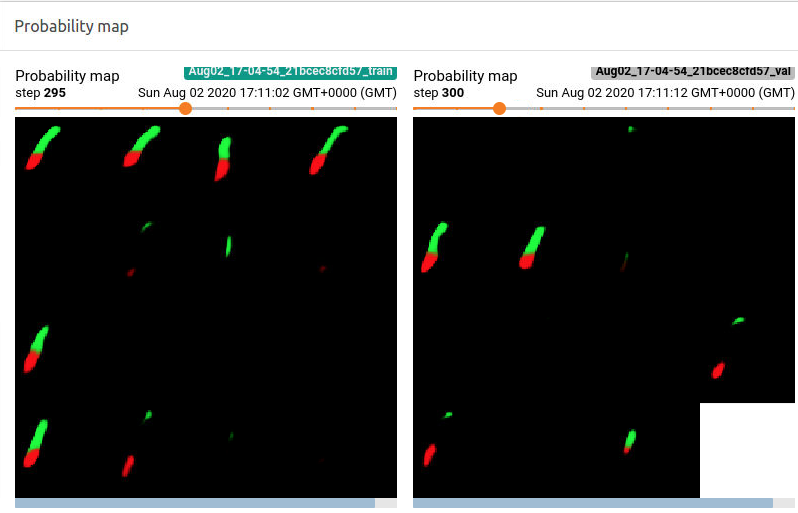 Probability map
Probability map
Aug02_17-04-54_21bcec8cfd57_train
step 295
Sun Aug 02 2020 17:11:02 GMT+0000 (GMT)
Probability map
Aug02_17-04-54_21bcec8cfd57_val
step 300
Sun Aug 02 2020 17:11:12 GMT+0000 (GMT)